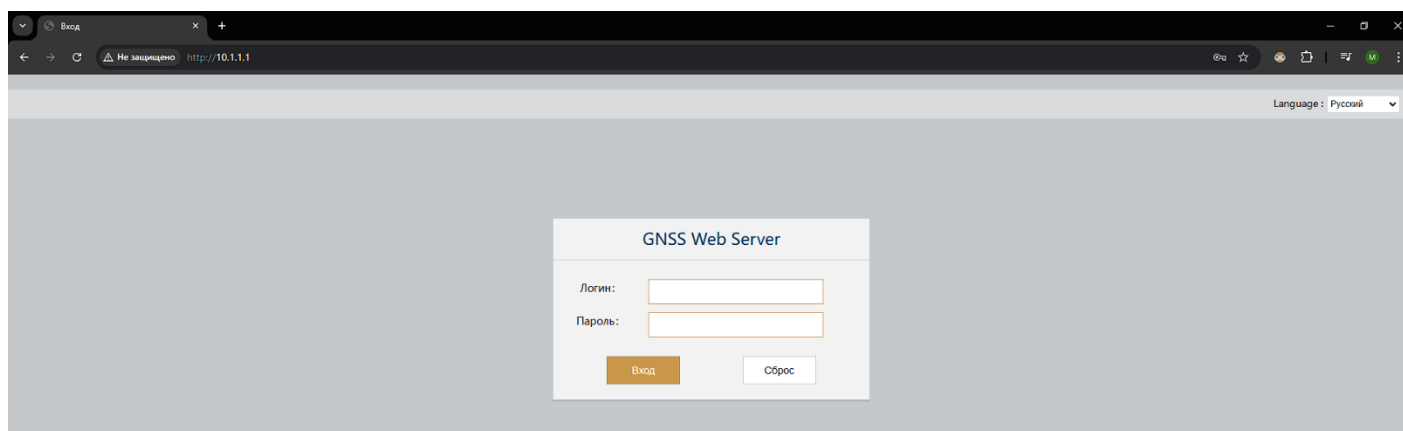 Вход
Не защищено http://10.1.1.1
M
Language : Русский
GNSS Web Server
Логин:
Пароль:
Вход Сброс